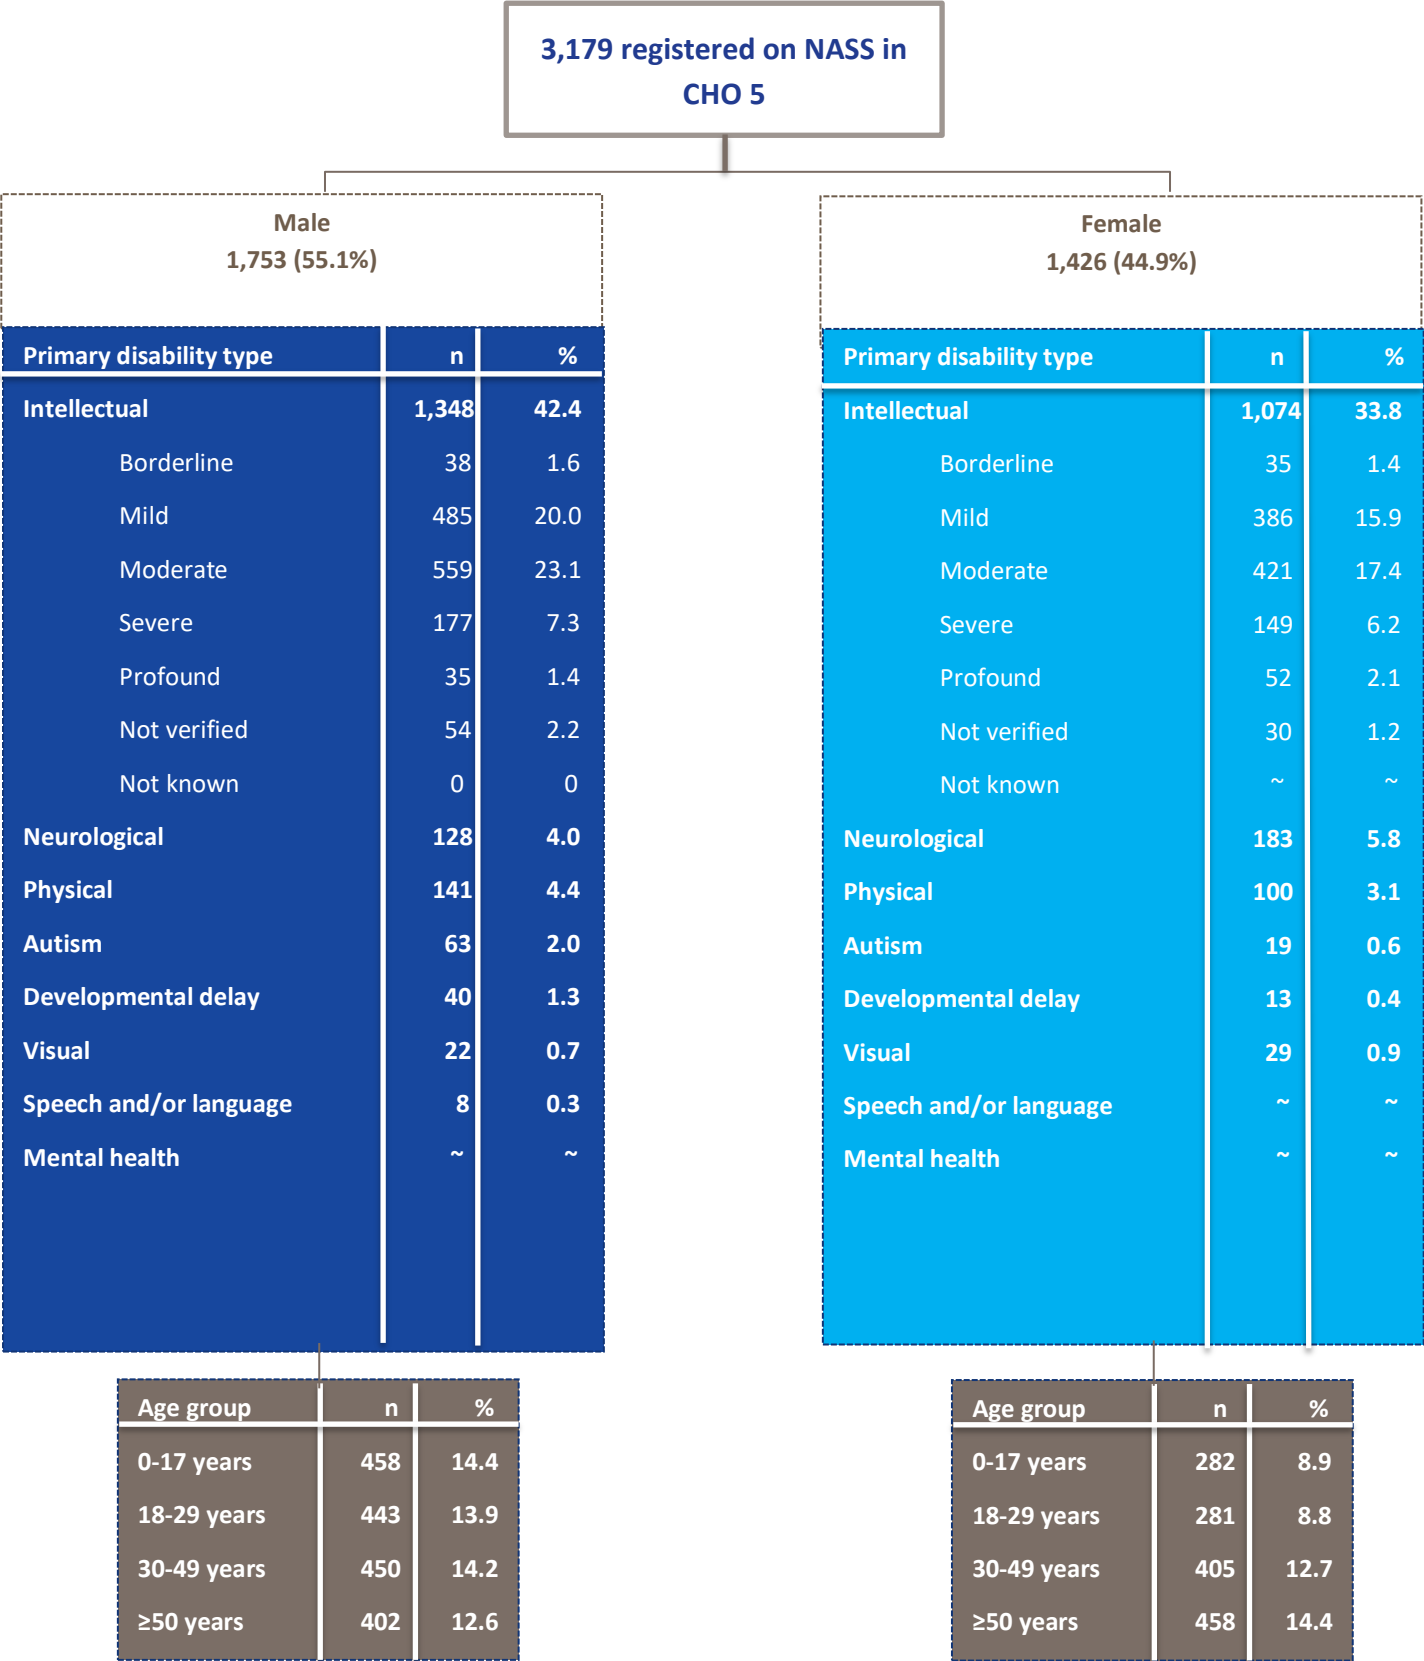 3,179 registered on NASS in
CHO 5
Male
1,753 (55.1%)
Primary disability type n %
Intellectual 1,348 42.4
Borderline 38 1.6
Mild 485 20.0
Moderate 559 23.1
Severe 177 7.3
Profound 35 1.4
Not verified 54 2.2
Not known 0 0
Neurological 128 4.0
Physical 141 4.4
Autism 63 2.0
Developmental delay 40 1.3
Visual 22 0.7
Speech and/or language 8 0.3
Mental health ~ ~
Age group n %
0-17 years 458 14.4
18-29 years 443 13.9
30-49 years 450 14.2
≥50 years 402 12.6
Female
1,426 (44.9%)
Primary disability type n %
Intellectual 1,074 33.8
Borderline 35 1.4
Mild 386 15.9
Moderate 421 17.4
Severe 149 6.2
Profound 52 2.1
Not verified 30 1.2
Not known ~ ~
Neurological 183 5.8
Physical 100 3.1
Autism 19 0.6
Developmental delay 13 0.4
Visual 29 0.9
Speech and/or language ~ ~
Mental health ~ ~
Age group n %
0-17 years 282 8.9
18-29 years 281 8.8
30-49 years 405 12.7
≥50 years 458 14.4